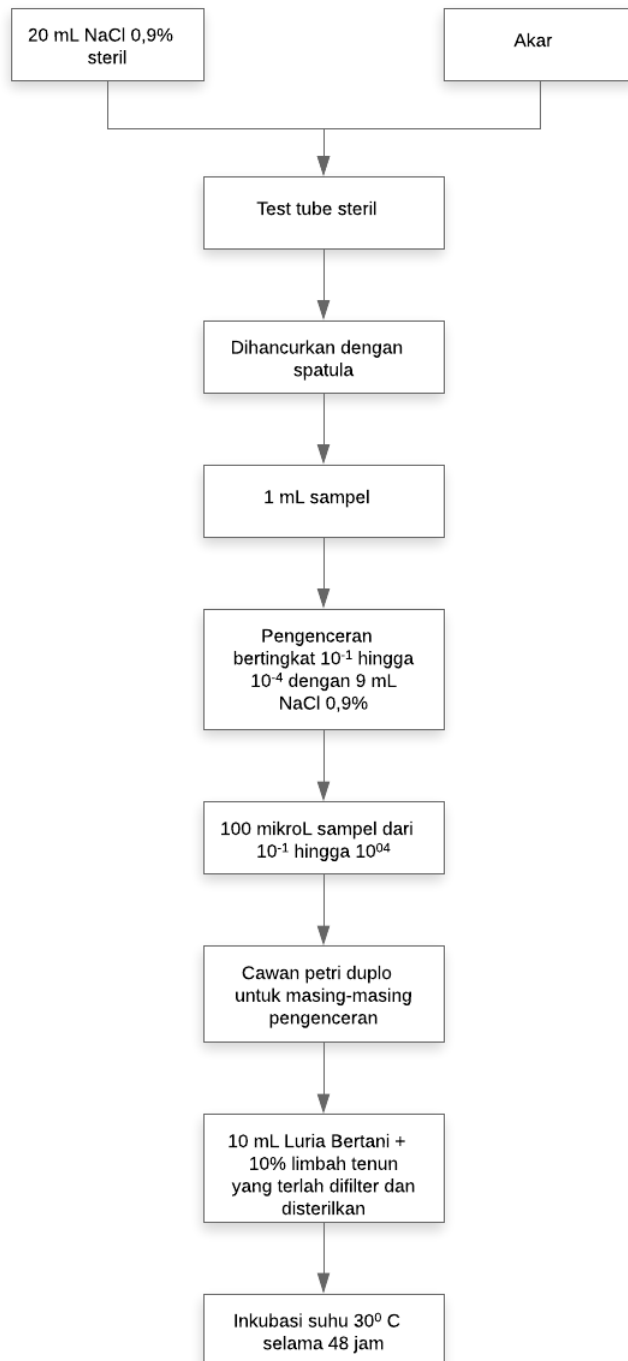 20 mL NaCl 0,9%
steril
Akar
Test tube steril
Dihancurkan dengan
spatula
1 mL sampel
Pengenceran
bertingkat 10⁻¹ hingga
10⁻⁴ dengan 9 mL
NaCl 0,9%
100 mikroL sampel dari
10⁻¹ hingga 10⁰⁴
Cawan petri duplo
untuk masing-masing
pengenceran
10 mL Luria Bertani +
10% limbah tenun
yang terlah difilter dan
disterilkan
Inkubasi suhu 30⁰ C
selama 48 jam